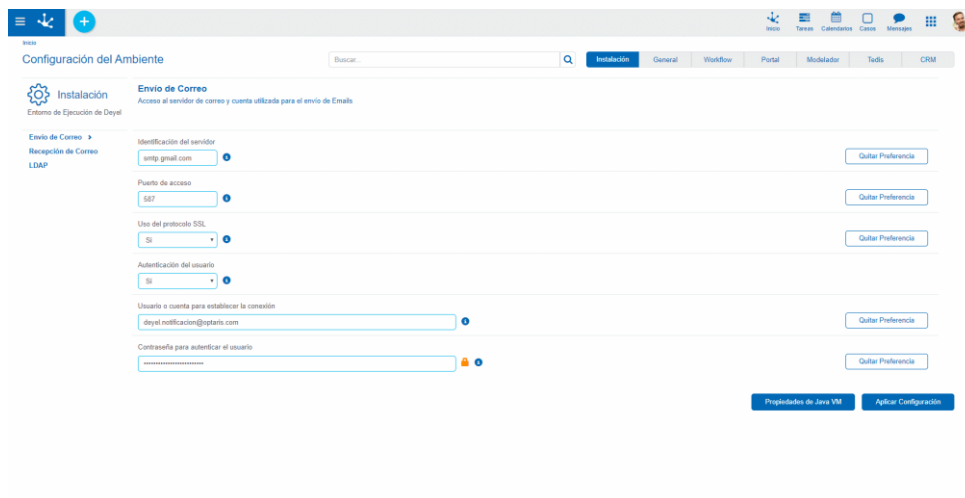 Inicio Tareas Calendarios Casos Mensajes
Inicio
Configuración del Ambiente
Buscar...
Instalación General Workflow Portal Modelador Tedis CRM
Instalación
Entorno de Ejecución de Deyel
Envío de Correo
Acceso al servidor de correo y cuenta utilizada para el envío de Emails
Envío de Correo >
Recepción de Correo
LDAP
Identificación del servidor
smtp.gmail.com
Quitar Preferencia
Puerto de acceso
587
Quitar Preferencia
Uso del protocolo SSL
Si
Quitar Preferencia
Autenticación del usuario
Si
Usuario o cuenta para establecer la conexión
deyel.notificacion@optaris.com
Quitar Preferencia
Contraseña para autenticar el usuario
Quitar Preferencia
Propiedades de Java VM Aplicar Configuración